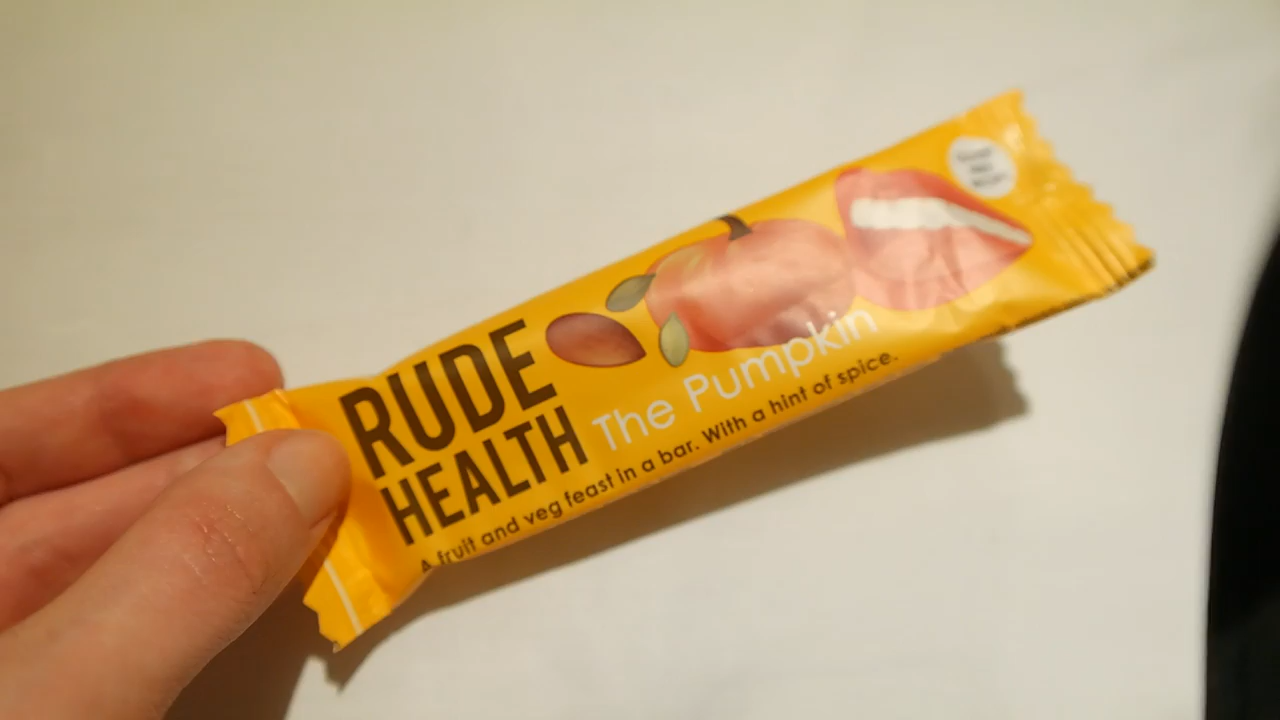 RUDE
HEALTH
The Pumpkin
A fruit and veg feast in a bar. With a hint of spice.